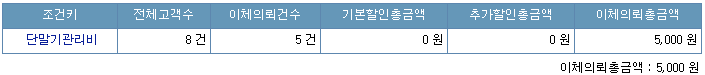 조건키 전체고객수 이체의뢰건수 기본할인총금액 추가할인총금액 이체의뢰총금액
단말기관리비 8 건 5 건 0 원 0 원 5,000 원
이체의뢰총금액 : 5,000 원